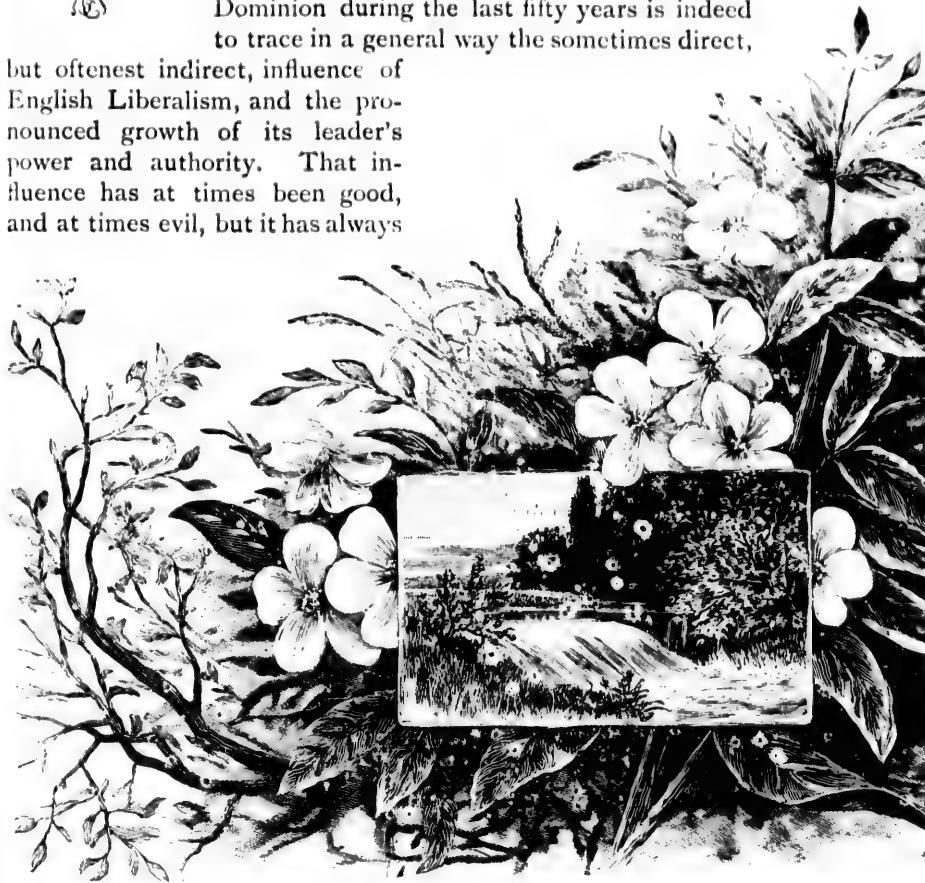 Dominion during the last fifty years is indeed
to trace in a general way the sometimes direct,
but oftenest indirect, influence of
English Liberalism, and the pro-
nounced growth of its leader's
power and authority. That in-
fluence has at times been good,
and at times evil, but it has always